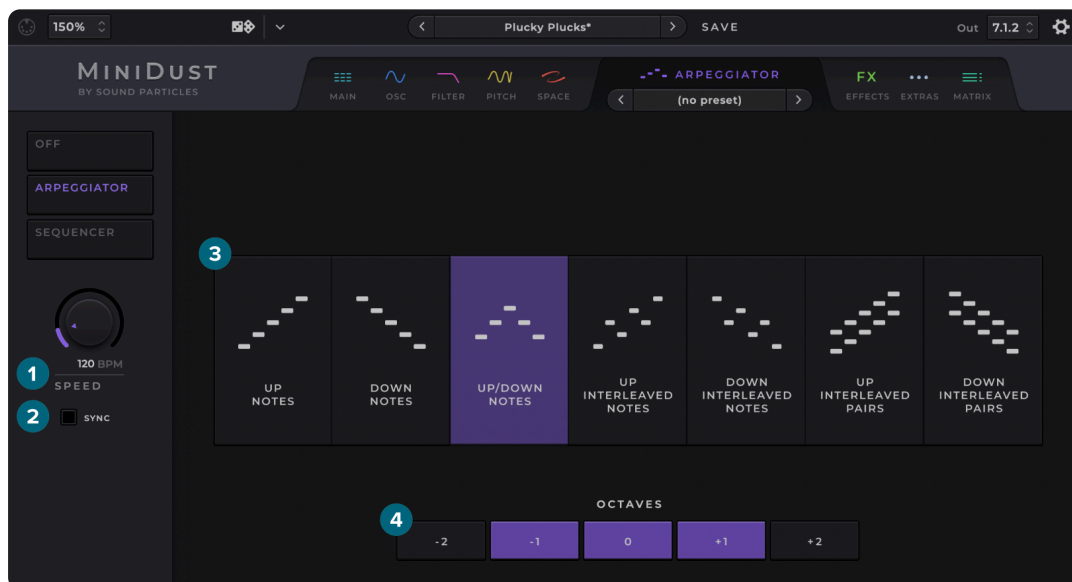 150%
Plucky Plucks*
SAVE
Out 7.1.2
MINIDUST
BY SOUND PARTICLES
MAIN
OSC
FILTER
PITCH
SPACE
ARPEGGIATOR
(no preset)
FX
EFFECTS
EXTRAS
MATRIX
OFF
ARPEGGIATOR
SEQUENCER
120 BPM
1
SPEED
2
SYNC
3
UP
NOTES
DOWN
NOTES
UP/DOWN
NOTES
UP
INTERLEAVED
NOTES
DOWN
INTERLEAVED
NOTES
UP
INTERLEAVED
PAIRS
DOWN
INTERLEAVED
PAIRS
OCTAVES
4
-2
-1
0
+1
+2